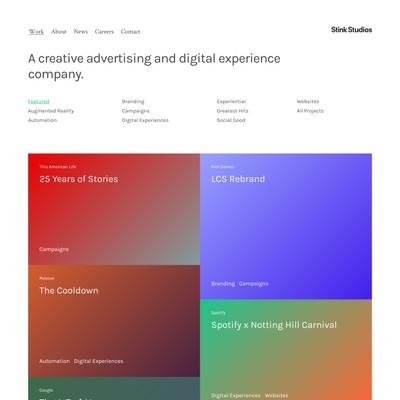 Work About News Careers Contact
Stink Studios
A creative advertising and digital experience
company.
Featured Branding Experiential Websites
Augmented Reality Campaigns Greatest Hits All Projects
Automation Digital Experiences Social Good
This American Life
25 Years of Stories
Campaigns
Riot Games
LCS Rebrand
Branding Campaigns
The Cooldown
Automation Digital Experiences
Spotify
Spotify x Notting Hill Carnival
Digital Experiences Websites
Google